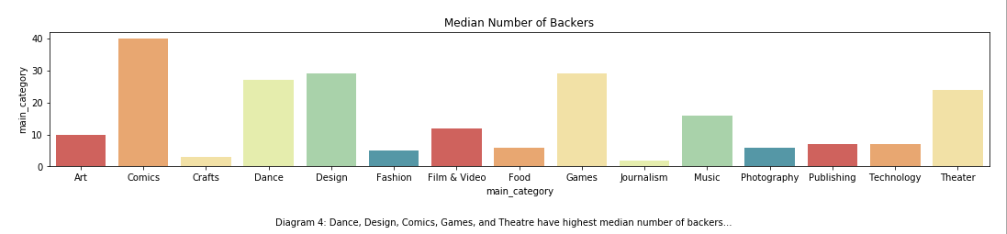 Median Number of Backers
main_category
40
30
20
10
0
Art Comics Crafts Dance Design Fashion Film & Video Food Games Journalism Music Photography Publishing Technology Theater
main_category
Diagram 4: Dance, Design, Comics, Games, and Theatre have highest median number of backers...